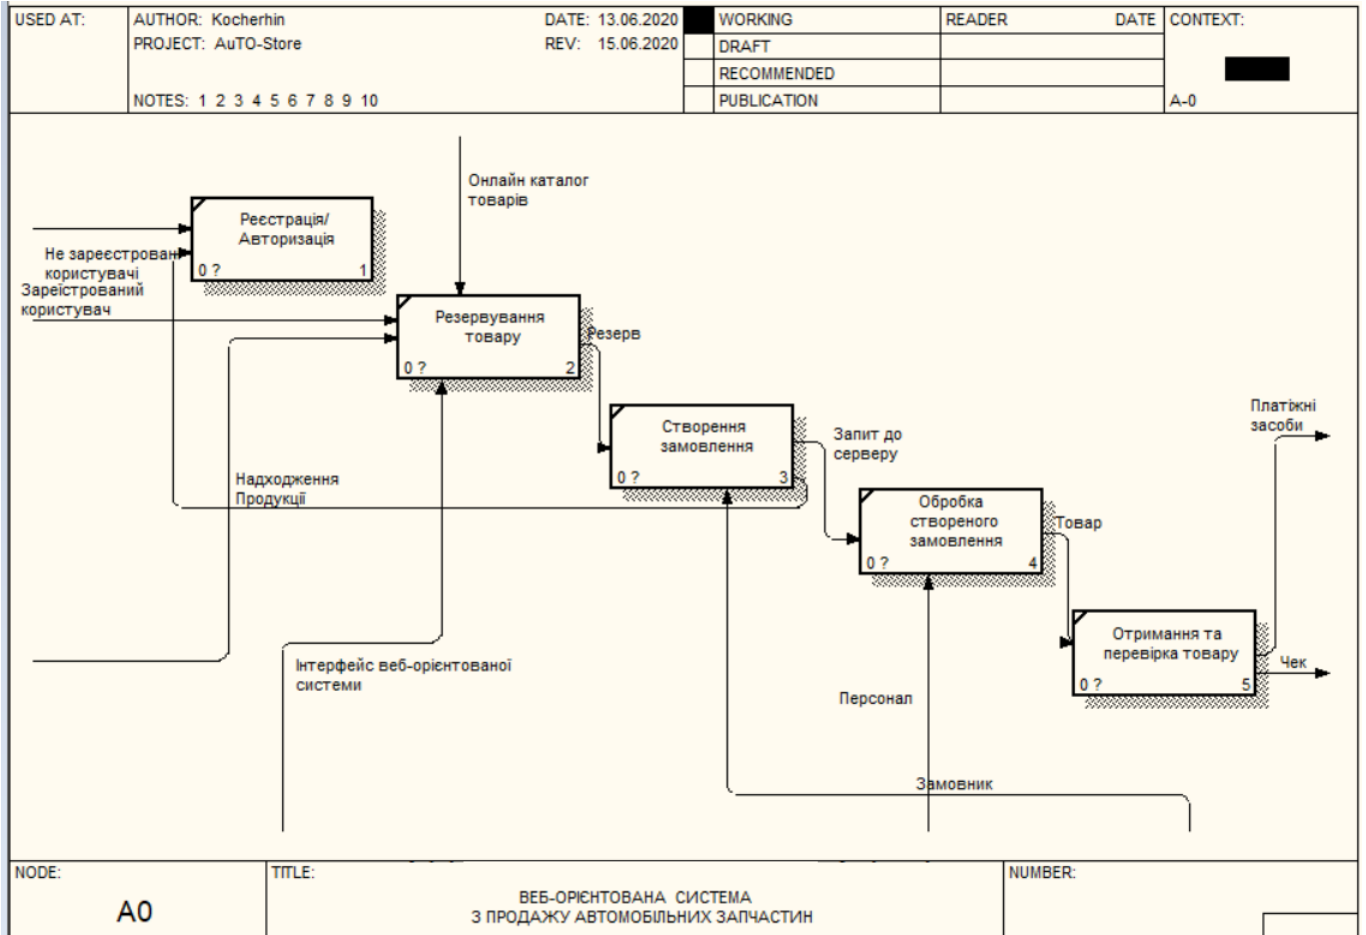 USED AT:
AUTHOR: Kocherhin
DATE: 13.06.2020
WORKING
READER
DATE
CONTEXT:
PROJECT: AuTO-Store
REV: 15.06.2020
DRAFT
RECOMMENDED
NOTES: 1 2 3 4 5 6 7 8 9 10
PUBLICATION
A-0
Онлайн каталог
товарів
Реєстрація/
Авторизація
0 ?
1
Не зареєстрован
користувачі
Зареїстрований
користувач
Резервування
товару
0 ?
2
Резерв
Створення
замовлення
0 ?
3
Запит до
серверу
Платіжні
засоби
Надходження
Продукції
Обробка
створеного
замовлення
0 ?
4
Товар
Отримання та
перевірка товару
0 ?
5
Чек
Інтерфейс веб-орієнтованої
системи
Персонал
Замовник
NODE:
A0
TITLE:
ВЕБ-ОРІЄНТОВАНА СИСТЕМА
З ПРОДАЖУ АВТОМОБІЛЬНИХ ЗАПЧАСТИН
NUMBER: